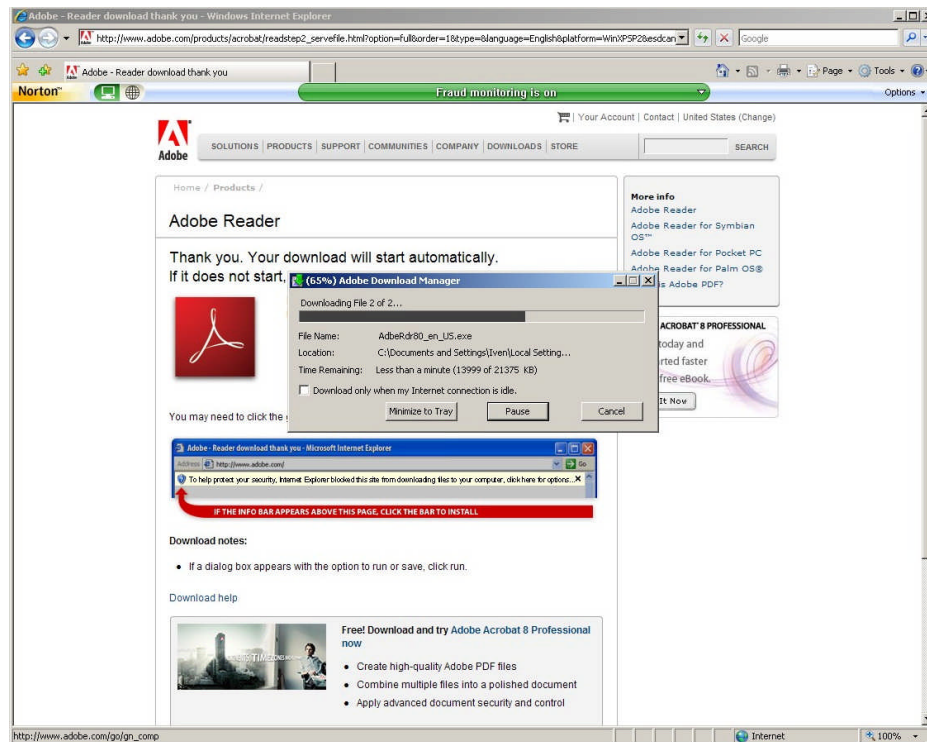 Adobe - Reader download thank you - Windows Internet Explorer
http://www.adobe.com/products/acrobat/readstep2_servefile.html?option=full&order=1&type=&language=English&platform=WinXPSP2&esdcan
Google
Adobe - Reader download thank you
Page
Tools
Norton
Fraud monitoring is on
Options
Your Account | Contact | United States (Change)
Adobe
SOLUTIONS | PRODUCTS | SUPPORT | COMMUNITIES | COMPANY | DOWNLOADS | STORE
SEARCH
Home / Products /
Adobe Reader
Thank you. Your download will start automatically.
If it does not start,
More info
Adobe Reader
Adobe Reader for Symbian
OS™
Adobe Reader for Pocket PC
Adobe Reader for Palm OS®
is Adobe PDF?
(65%) Adobe Download Manager
Downloading File 2 of 2...
File Name: AdbeRdr80_en_US.exe
Location: C:\Documents and Settings\Iven\Local Setting...
Time Remaining: Less than a minute (13999 of 21375 KB)
Download only when my Internet connection is idle.
Minimize to Tray
Pause
Cancel
ACROBAT® 8 PROFESSIONAL
today and
rted faster
free eBook.
It Now
You may need to click the
Adobe - Reader download thank you - Microsoft Internet Explorer
Address http://www.adobe.com/ Go
To help protect your security, Internet Explorer blocked this site from downloading files to your computer, click here for options...
IF THE INFO BAR APPEARS ABOVE THIS PAGE, CLICK THE BAR TO INSTALL
Download notes:
If a dialog box appears with the option to run or save, click run.
Download help
Free! Download and try Adobe Acrobat 8 Professional
now
Create high-quality Adobe PDF files
Combine multiple files into a polished document
Apply advanced document security and control
http://www.adobe.com/go/gn_comp
Internet
100%